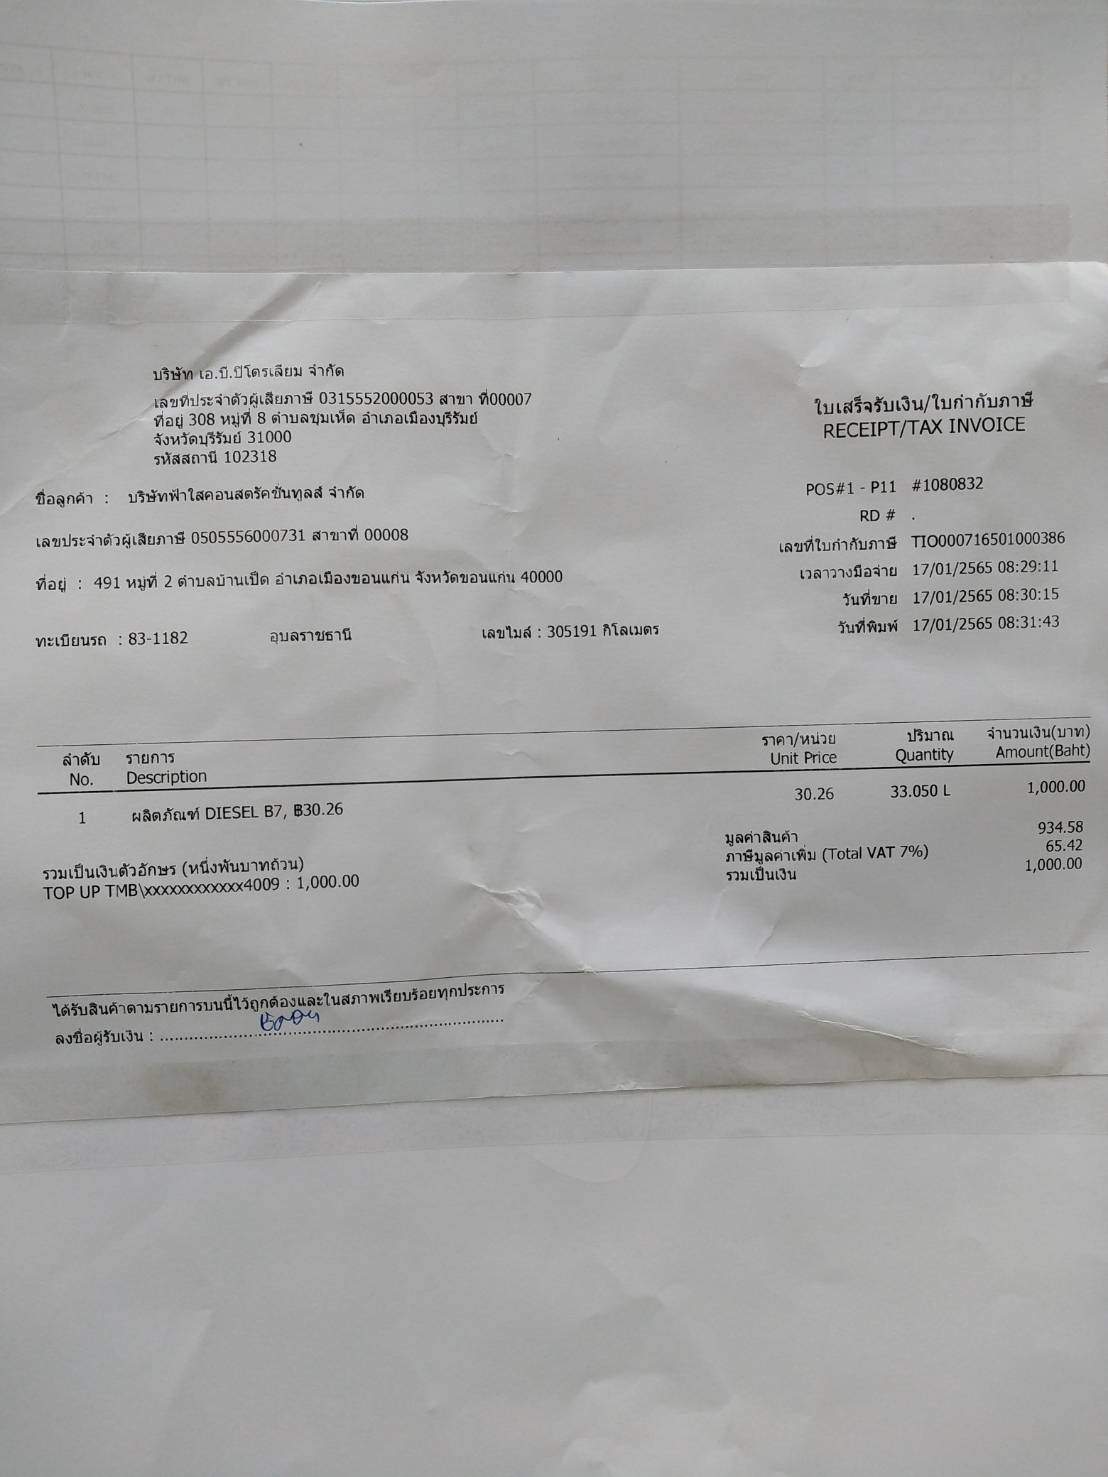 บริษัท เอ.บี.ปิโตรเลียม จำกัด
เลขที่ประจำตัวผู้เสียภาษี 0315552000053 สาขา ที่00007
ที่อยู่ 308 หมู่ที่ 8 ตำบลชุมเห็ด อำเภอเมืองบุรีรัมย์
จังหวัดบุรีรัมย์ 31000
รหัสสถานี 102318
ใบเสร็จรับเงิน/ใบกำกับภาษี
RECEIPT/TAX INVOICE
ชื่อลูกค้า : บริษัทฟ้าใสคอนสตรัคชั่นทูลส์ จำกัด
เลขประจำตัวผู้เสียภาษี 0505556000731 สาขาที่ 00008
ที่อยู่ : 491 หมู่ที่ 2 ตำบลบ้านเป็ด อำเภอเมืองขอนแก่น จังหวัดขอนแก่น 40000
ทะเบียนรถ : 83-1182 อุบลราชธานี เลขไมล์ : 305191 กิโลเมตร
POS#1 - P11 #1080832
RD # .
เลขที่ใบกำกับภาษี TIO000716501000386
เวลาวางมือจ่าย 17/01/2565 08:29:11
วันที่ขาย 17/01/2565 08:30:15
วันที่พิมพ์ 17/01/2565 08:31:43
ลำดับ รายการ ราคา/หน่วย ปริมาณ จำนวนเงิน(บาท)
No. Description Unit Price Quantity Amount(Baht)
1 ผลิตภัณฑ์ DIESEL B7, ฿30.26 30.26 33.050 L 1,000.00
มูลค่าสินค้า 934.58
ภาษีมูลค่าเพิ่ม (Total VAT 7%) 65.42
รวมเป็นเงิน 1,000.00
รวมเป็นเงินตัวอักษร (หนึ่งพันบาทถ้วน)
TOP UP TMB\xxxxxxxxxxxx4009 : 1,000.00
ได้รับสินค้าตามรายการบนนี้ไว้ถูกต้องและในสภาพเรียบร้อยทุกประการ
ลงชื่อผู้รับเงิน :